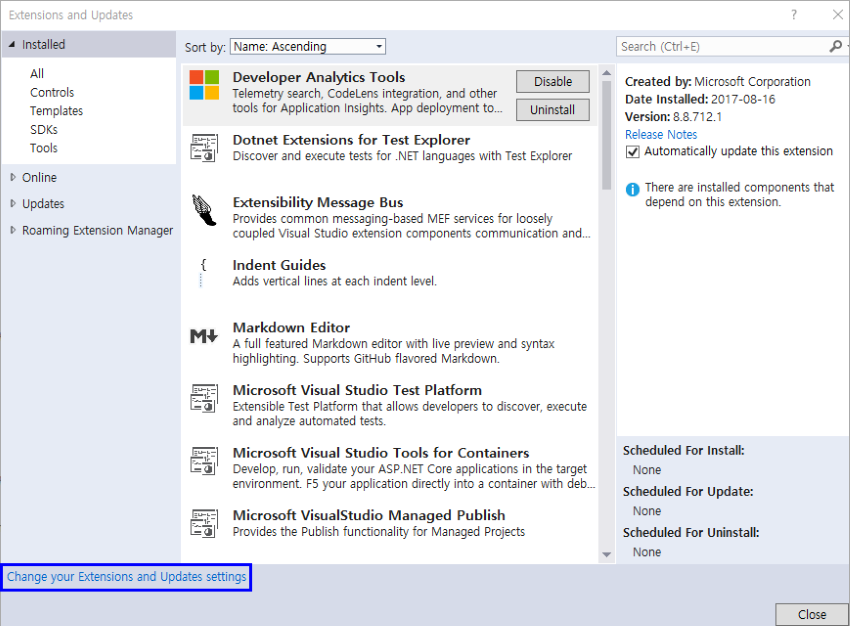 Extensions and Updates
?
Installed
All
Controls
Templates
SDKs
Tools
Online
Updates
Roaming Extension Manager
Sort by: Name: Ascending
Developer Analytics Tools
Telemetry search, CodeLens integration, and other
tools for Application Insights. App deployment to...
Disable
Uninstall
Dotnet Extensions for Test Explorer
Discover and execute tests for .NET languages with Test Explorer
Extensibility Message Bus
Provides common messaging-based MEF services for loosely
coupled Visual Studio extension components communication and...
{
Indent Guides
Adds vertical lines at each indent level.
M
Markdown Editor
A full featured Markdown editor with live preview and syntax
highlighting. Supports GitHub flavored Markdown.
Microsoft Visual Studio Test Platform
Extensible Test Platform that allows developers to discover, execute
and analyze automated tests.
Microsoft Visual Studio Tools for Containers
Develop, run, validate your ASP.NET Core applications in the target
environment. F5 your application directly into a container with deb...
Microsoft VisualStudio Managed Publish
Provides the Publish functionality for Managed Projects
Search (Ctrl+E)
Created by: Microsoft Corporation
Date Installed: 2017-08-16
Version: 8.8.712.1
Release Notes
Automatically update this extension
There are installed components that
depend on this extension.
Scheduled For Install:
None
Scheduled For Update:
None
Scheduled For Uninstall:
None
Change your Extensions and Updates settings
Close